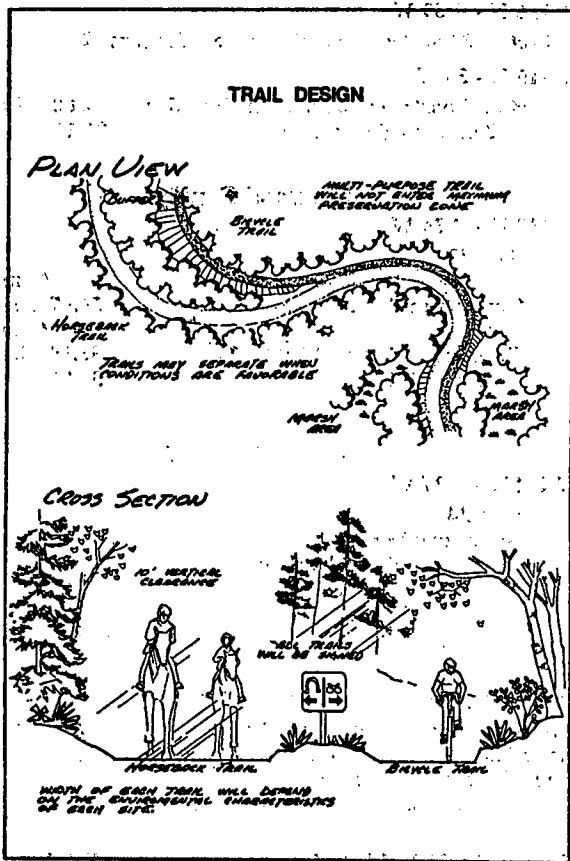 TRAIL DESIGN
PLAN VIEW
BUFFER
BICYCLE
TRAIL
MULTI-PURPOSE TRAIL
WILL NOT ENTER MAXIMUM
PRESERVATION ZONE
HORSEBACK
TRAIL
TRAILS MAY SEPARATE WHEN
CONDITIONS ARE FAVORABLE
MARSH
AREA
MARSH
AREA
CROSS SECTION
10' VERTICAL
CLEARANCE
ALL TRAILS
WILL BE SIGNED
HORSEBACK TRAIL
BICYCLE TRAIL
WIDTH OF EACH TRAIL WILL DEPEND
ON THE ENVIROMENTAL CHARACTERISTICS
OF EACH SITE.